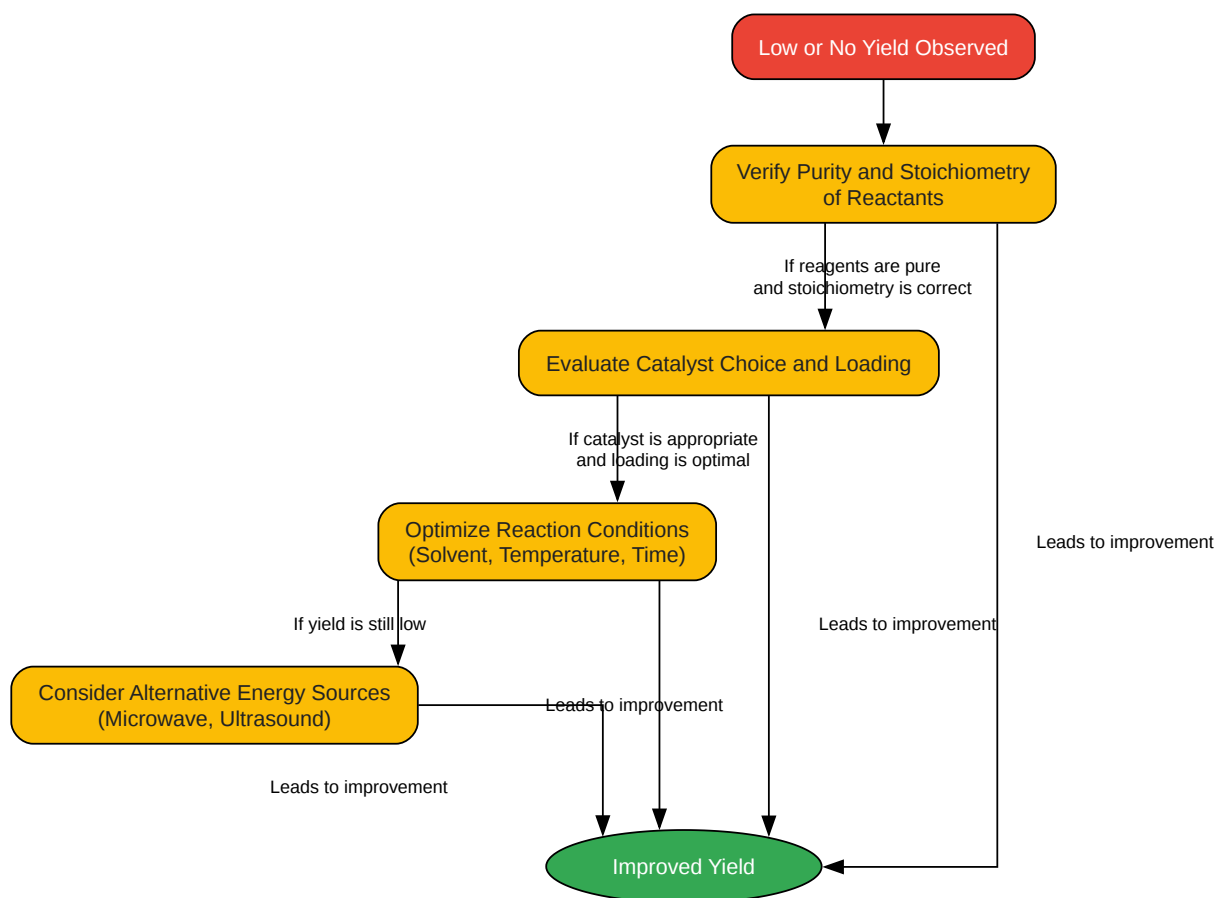 Low or No Yield Observed
Verify Purity and Stoichiometry
of Reactants
If reagents are pure
and stoichiometry is correct
Evaluate Catalyst Choice and Loading
If catalyst is appropriate
and loading is optimal
Optimize Reaction Conditions
(Solvent, Temperature, Time)
Leads to improvement
If yield is still low
Leads to improvement
Consider Alternative Energy Sources
(Microwave, Ultrasound)
Leads to improvement
Leads to improvement
Improved Yield